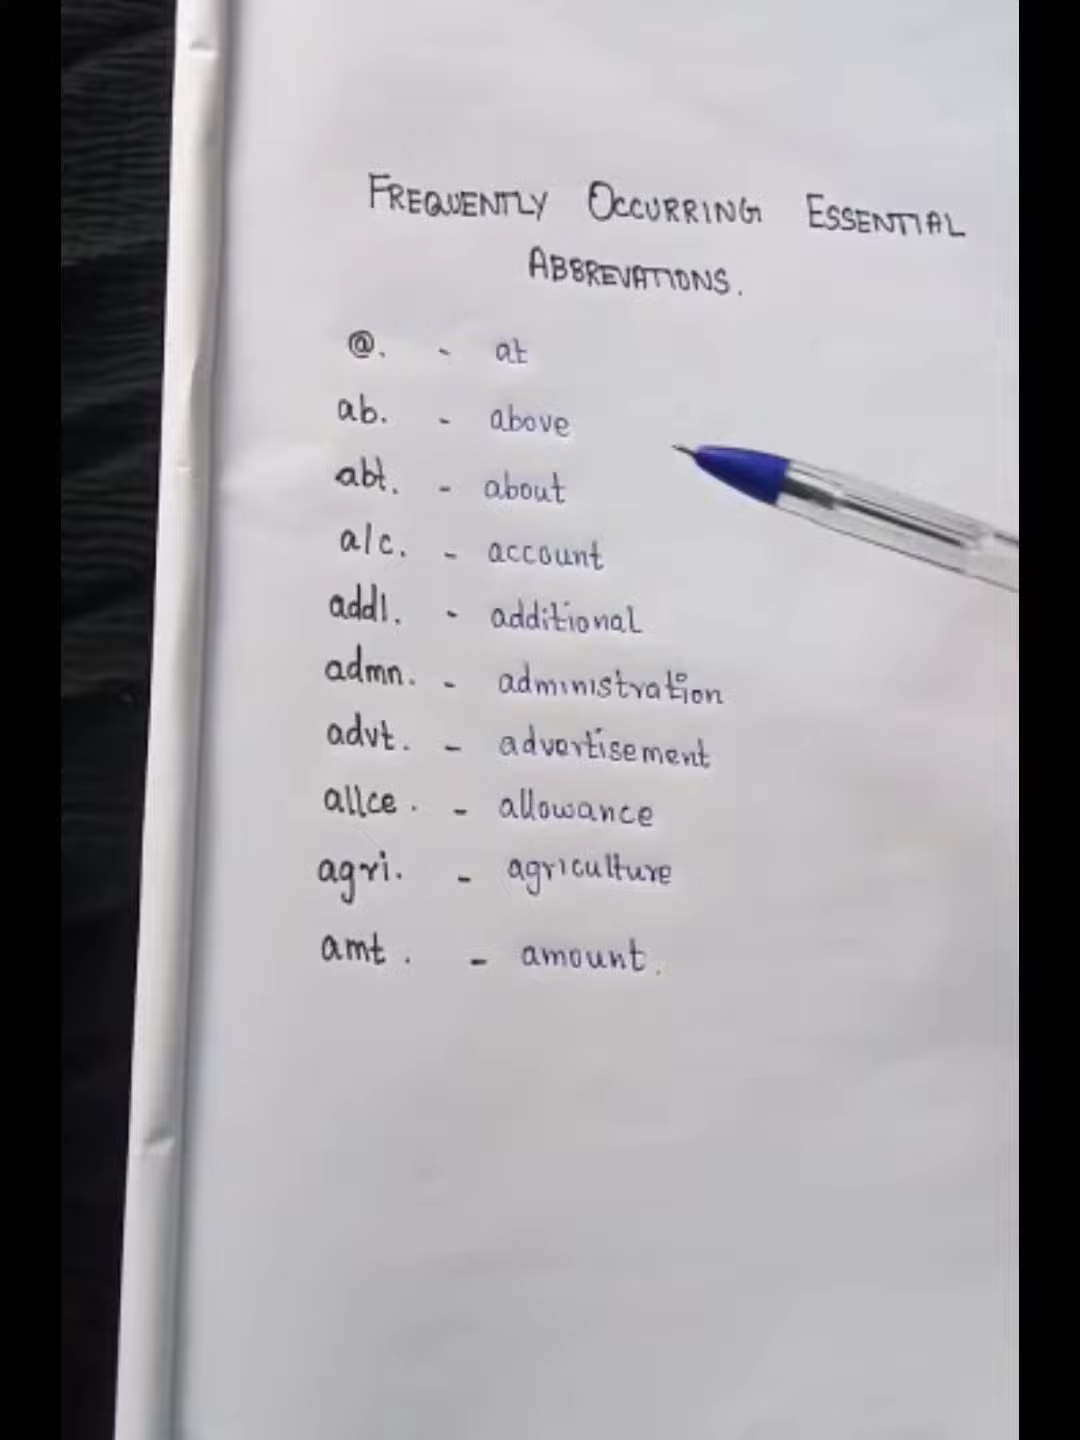 FREQUENTLY OCCURRING ESSENTIAL
ABBREVATIONS.
@. - at
ab. - above
abt. - about
a/c. - account
addl. - additional
admn. - administration
advt. - advertisement
allce. - allowance
agri. - agriculture
amt. - amount.